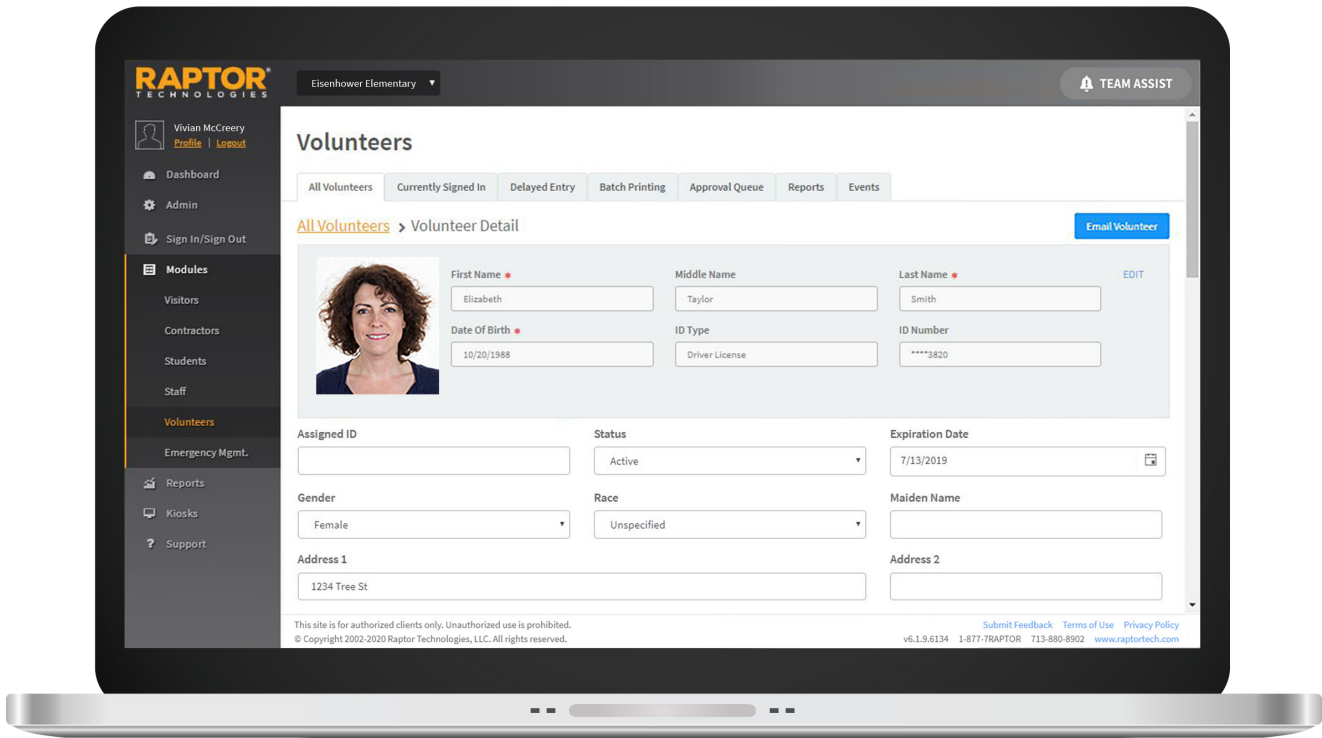 RAPTOR®
TECHNOLOGIES
Eisenhower Elementary
TEAM ASSIST
Vivian McCreery
Profile | Logout
Dashboard
Admin
Sign In/Sign Out
Modules
Visitors
Contractors
Students
Staff
Volunteers
Emergency Mgmt.
Reports
Kiosks
? Support
Volunteers
All Volunteers Currently Signed In Delayed Entry Batch Printing Approval Queue Reports Events
All Volunteers > Volunteer Detail
Email Volunteer
First Name * Middle Name Last Name * EDIT
Elizabeth Taylor Smith
Date Of Birth * ID Type ID Number
10/20/1988 Driver License ****3820
Assigned ID Status Expiration Date
Active 7/13/2019
Gender Race Maiden Name
Female Unspecified
Address 1 Address 2
1234 Tree St
This site is for authorized clients only. Unauthorized use is prohibited. Submit Feedback Terms of Use Privacy Policy
© Copyright 2002-2020 Raptor Technologies, LLC. All rights reserved. v6.1.9.6134 1-877-7RAPTOR 713-880-8902 www.raptortech.com